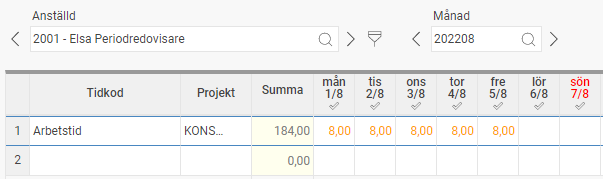 Anställd Månad
2001 - Elsa Periodredovisare 202208
Tidkod Projekt Summa mån 1/8 tis 2/8 ons 3/8 tor 4/8 fre 5/8 lör 6/8 sön 7/8
1 Arbetstid KONS... 184,00 8,00 8,00 8,00 8,00 8,00
2 0,00